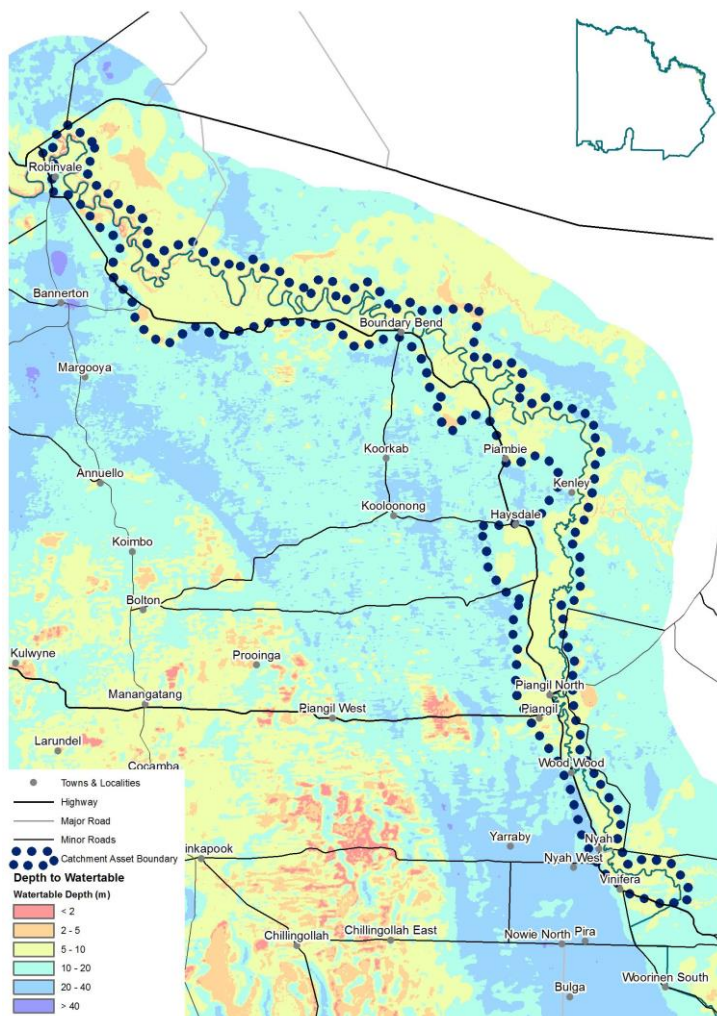 Robinvale
Bannerton
Boundary Bend
Margooya
Koorkab
Piambie
Annuello
Kenley
Kooloonong
Haysdale
Koimbo
Bolton
Kulwyne
Prooinga
Piangil North
Manangatang
Piangil West
Piangil
Larundel
Cocamba
Wood Wood
Towns & Localities
Highway
Major Road
Minor Roads
Catchment Asset Boundary
Depth to Watertable
Watertable Depth (m)
< 2
2 - 5
5 - 10
10 - 20
20 - 40
> 40
Yarraby
Nyah
inkapook
Nyah West
Vinifera
Chillingollah
Chillingollah East
Nowie North
Pira
Woorinen South
Bulga